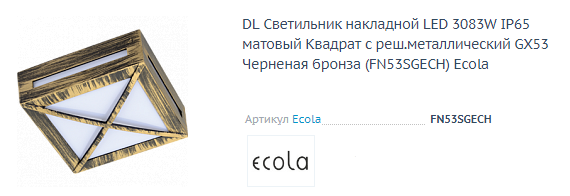 DL Светильник накладной LED 3083W IP65
матовый Квадрат с реш.металлический GX53
Черненая бронза (FN53SGECH) Ecola
Артикул Ecola FN53SGECH
ecola